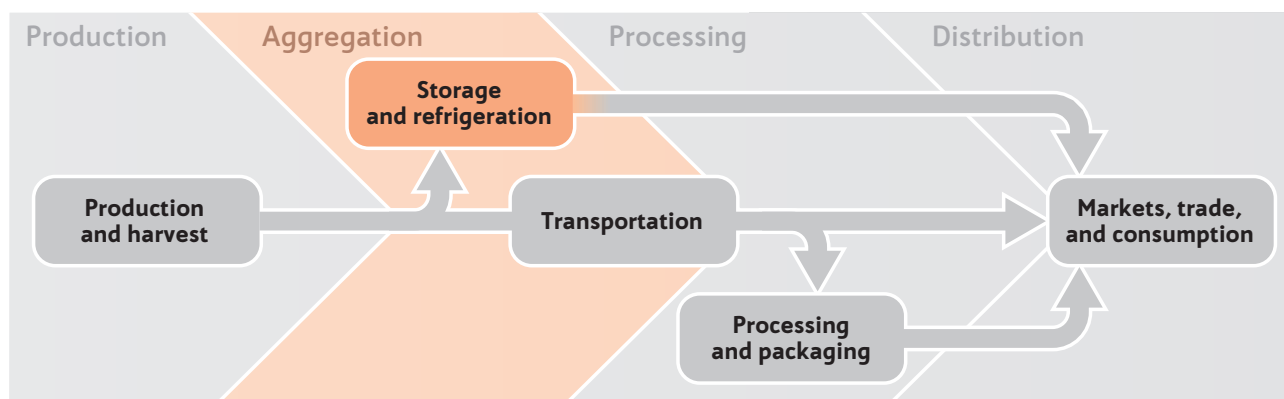 Production
Aggregation
Processing
Distribution
Storage
and refrigeration
Production
and harvest
Transportation
Markets, trade,
and consumption
Processing
and packaging